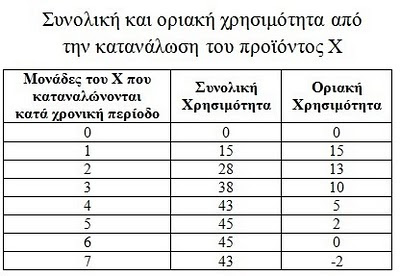 Συνολική και οριακή χρησιμότητα από
την κατανάλωση του προϊόντος Χ
Μονάδες του Χ που καταναλώνονται κατά χρονική περίοδο Συνολική Χρησιμότητα Οριακή Χρησιμότητα
0 0 0
1 15 15
2 28 13
3 38 10
4 43 5
5 45 2
6 45 0
7 43 -2